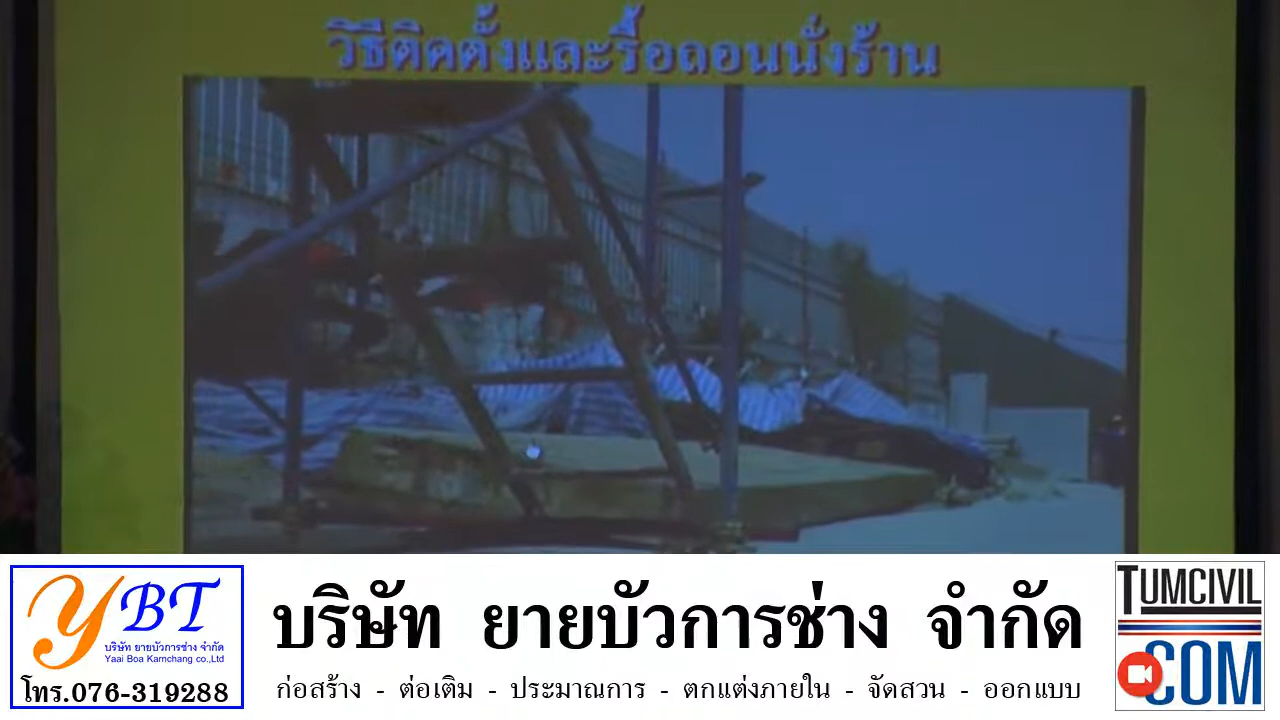 วิธีติดตั้งและรื้อถอนนั่งร้าน
YBT
บริษัท ยายบัวการช่าง จำกัด
Yaai Boa Karnchang co.,Ltd
โทร.076-319288
บริษัท ยายบัวการช่าง จำกัด
ก่อสร้าง - ต่อเติม - ประมาณการ - ตกแต่งภายใน - จัดสวน - ออกแบบ
TUMCIVIL
.COM